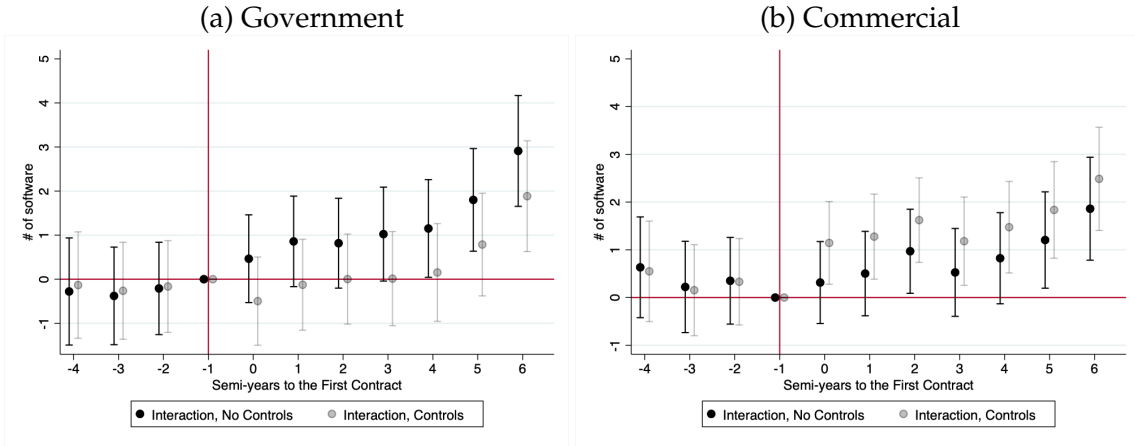 (a) Government
5
4
3
2
1
0
-1
# of software
-4 -3 -2 -1 0 1 2 3 4 5 6
Semi-years to the First Contract
Interaction, No Controls Interaction, Controls
(b) Commercial
5
4
3
2
1
0
-1
# of software
-4 -3 -2 -1 0 1 2 3 4 5 6
Semi-years to the First Contract
Interaction, No Controls Interaction, Controls